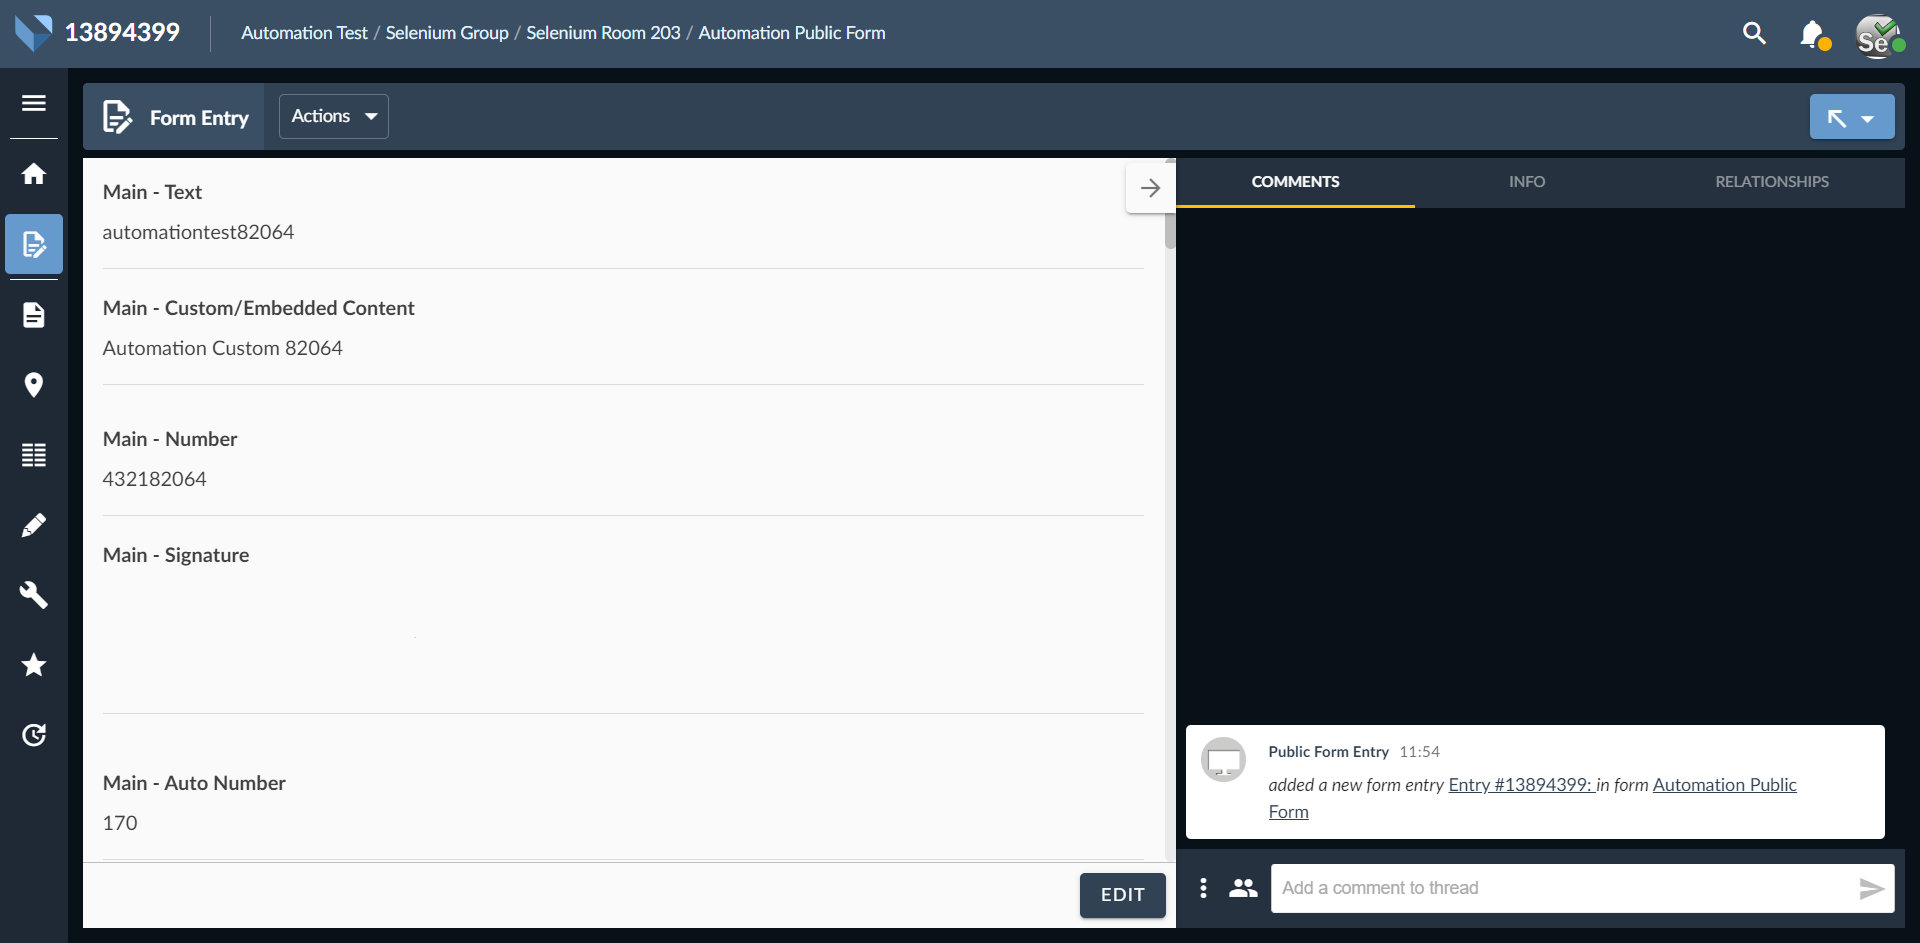 13894399
Automation Test / Selenium Group / Selenium Room 203 / Automation Public Form
Se
Form Entry
Actions
Main - Text
automationtest82064
Main - Custom/Embedded Content
Automation Custom 82064
Main - Number
432182064
Main - Signature
Main - Auto Number
170
EDIT
COMMENTS
INFO
RELATIONSHIPS
Public Form Entry 11:54
added a new form entry Entry #13894399: in form Automation Public
Form
Add a comment to thread